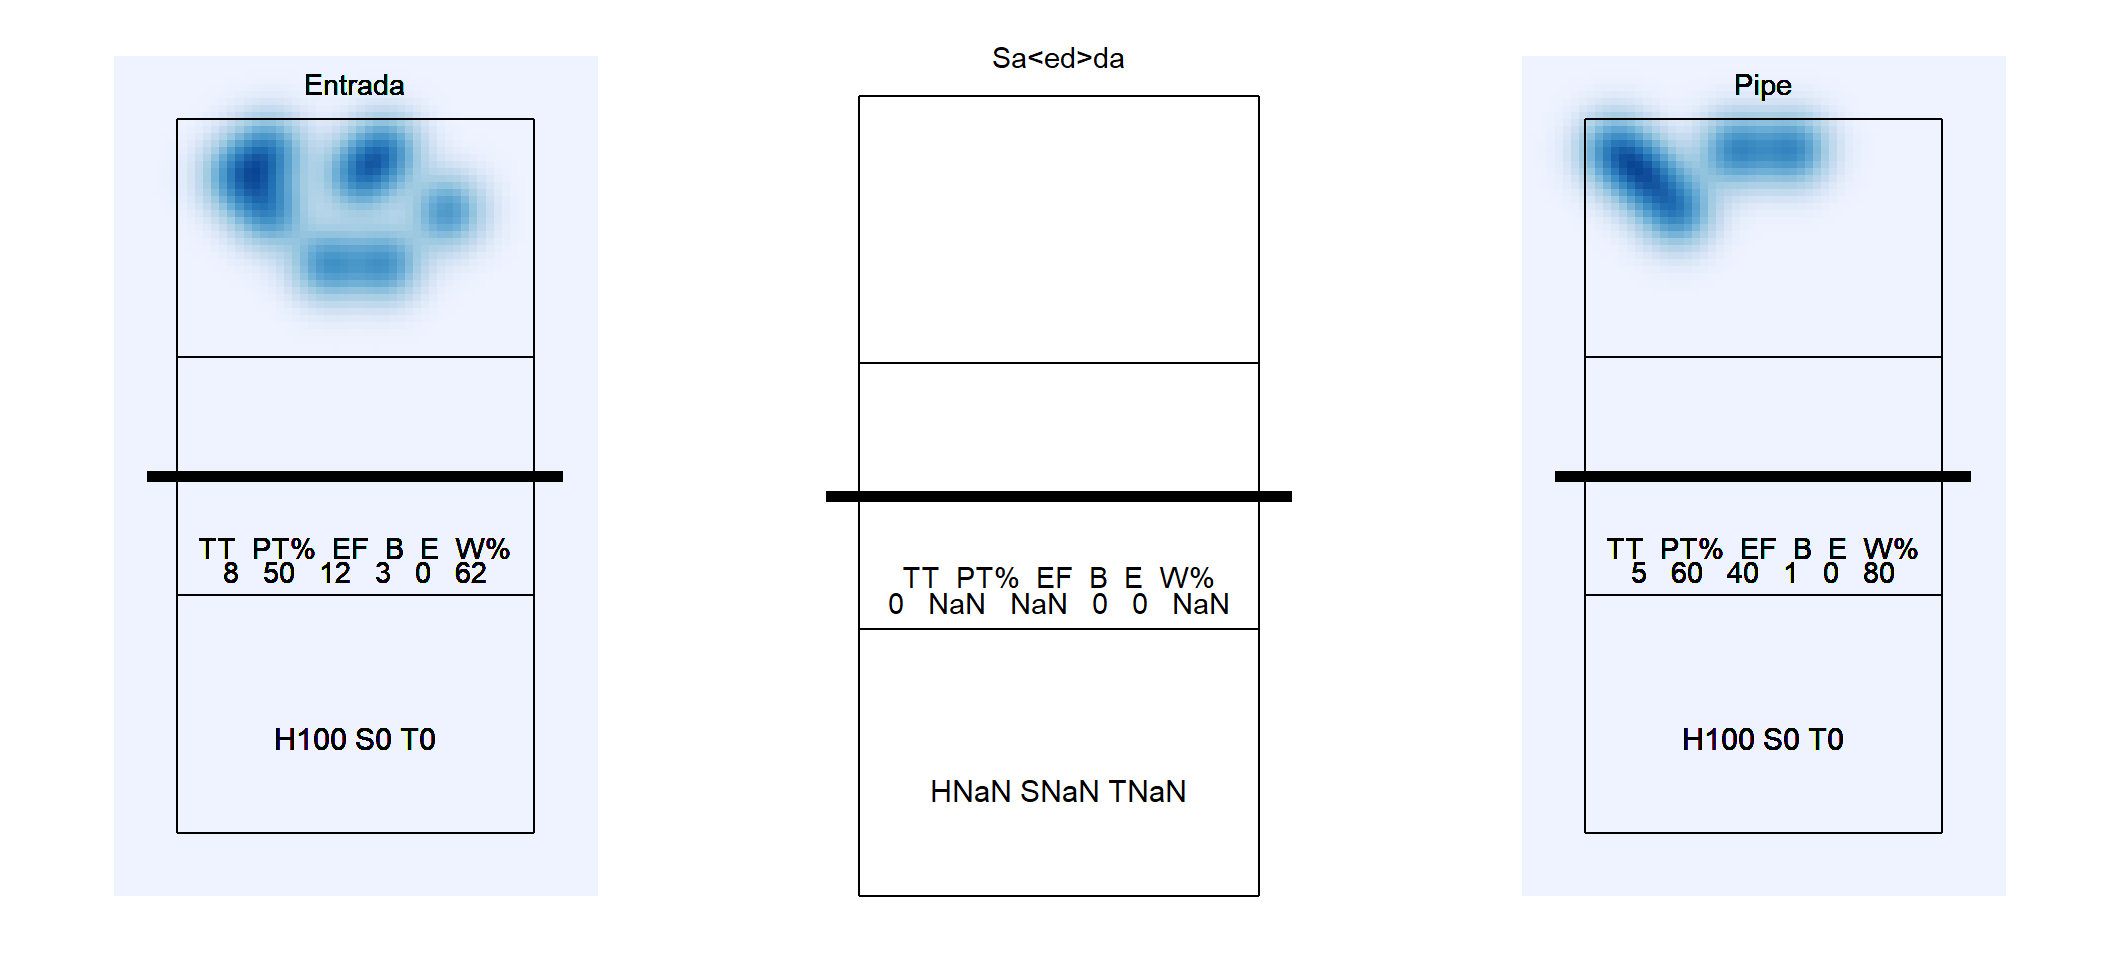 Entrada
TT PT% EF B E W%
8 50 12 3 0 62
H100 S0 T0
Sa<ed>da
TT PT% EF B E W%
0 NaN NaN 0 0 NaN
HNaN SNaN TNaN
Pipe
TT PT% EF B E W%
5 60 40 1 0 80
H100 S0 T0